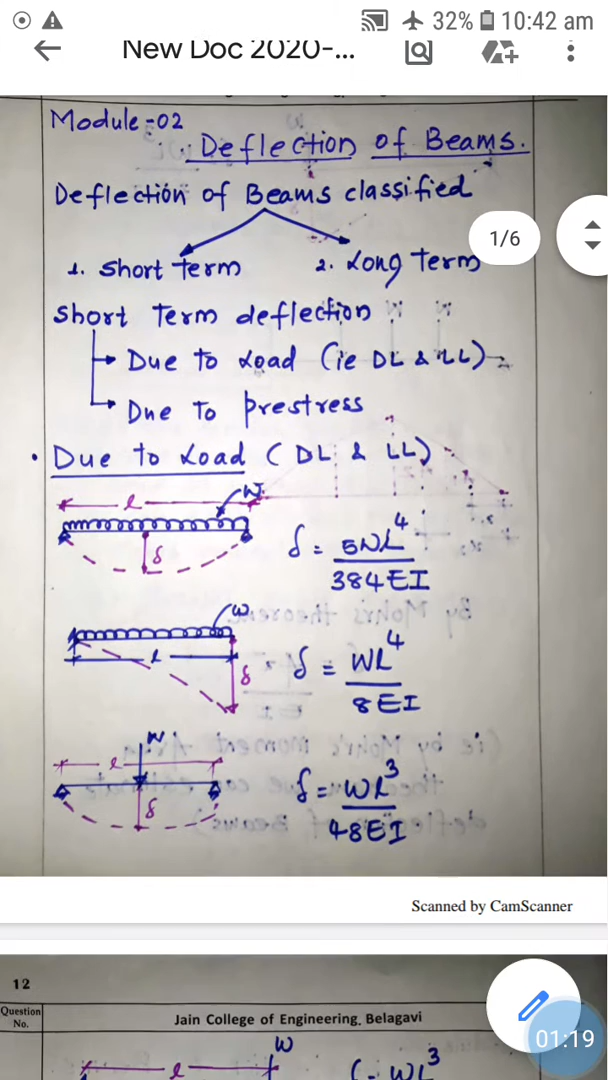 32% 10:42 am
New Doc 2020-...
Module-02
Deflection of Beams.
Deflection of Beams classified
1/6
1. Short Term 2. Long Term
Short Term deflection
Due To Load (ie DL & LL)
Due To prestress
Due to Load (DL & LL)
l W
δ
δ = 5WL⁴
384EI
w
l δ
δ = WL⁴
8EI
W
l
δ
δ = WL³
48EI
Scanned by CamScanner
12
Question
No.
Jain College of Engineering, Belagavi
01:19
W
l
WL³